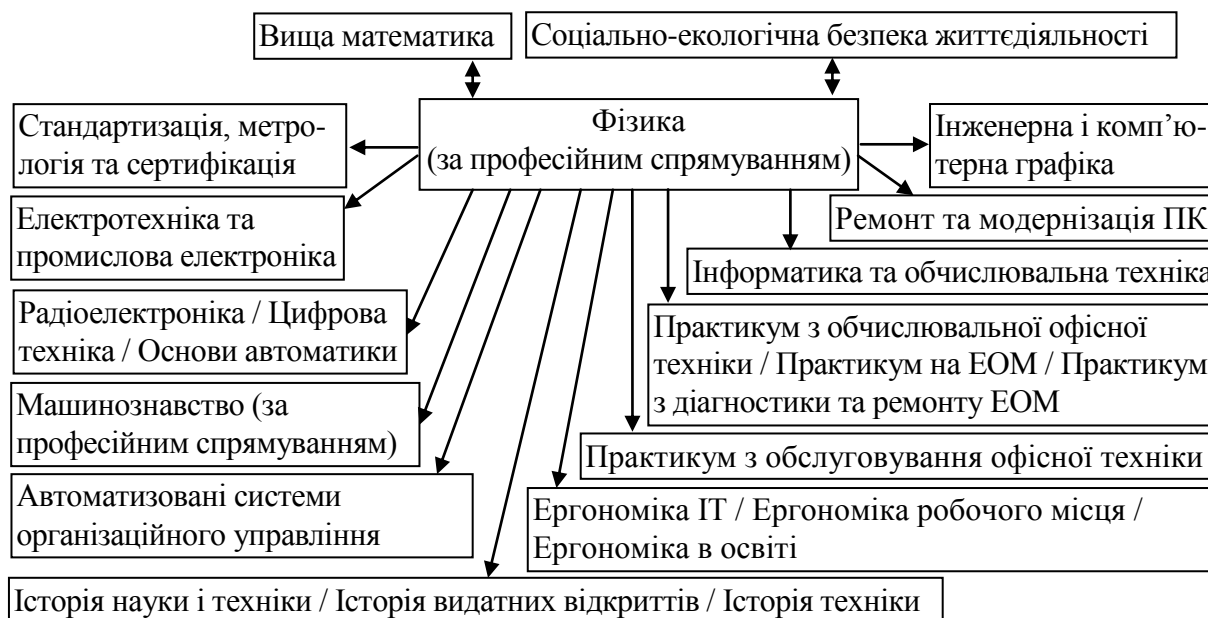 Вища математика
Соціально-екологічна безпека життєдіяльності
Фізика
(за професійним спрямуванням)
Стандартизація, метро-
логія та сертифікація
Інженерна і комп’ю-
терна графіка
Електротехніка та
промислова електроніка
Ремонт та модернізація ПК
Інформатика та обчислювальна техніка
Радіоелектроніка / Цифрова
техніка / Основи автоматики
Практикум з обчислювальної офісної
техніки / Практикум на ЕОМ / Практикум
з діагностики та ремонту ЕОМ
Машинознавство (за
професійним спрямуванням)
Практикум з обслуговування офісної техніки
Автоматизовані системи
організаційного управління
Ергономіка ІТ / Ергономіка робочого місця /
Ергономіка в освіті
Історія науки і техніки / Історія видатних відкриттів / Історія техніки